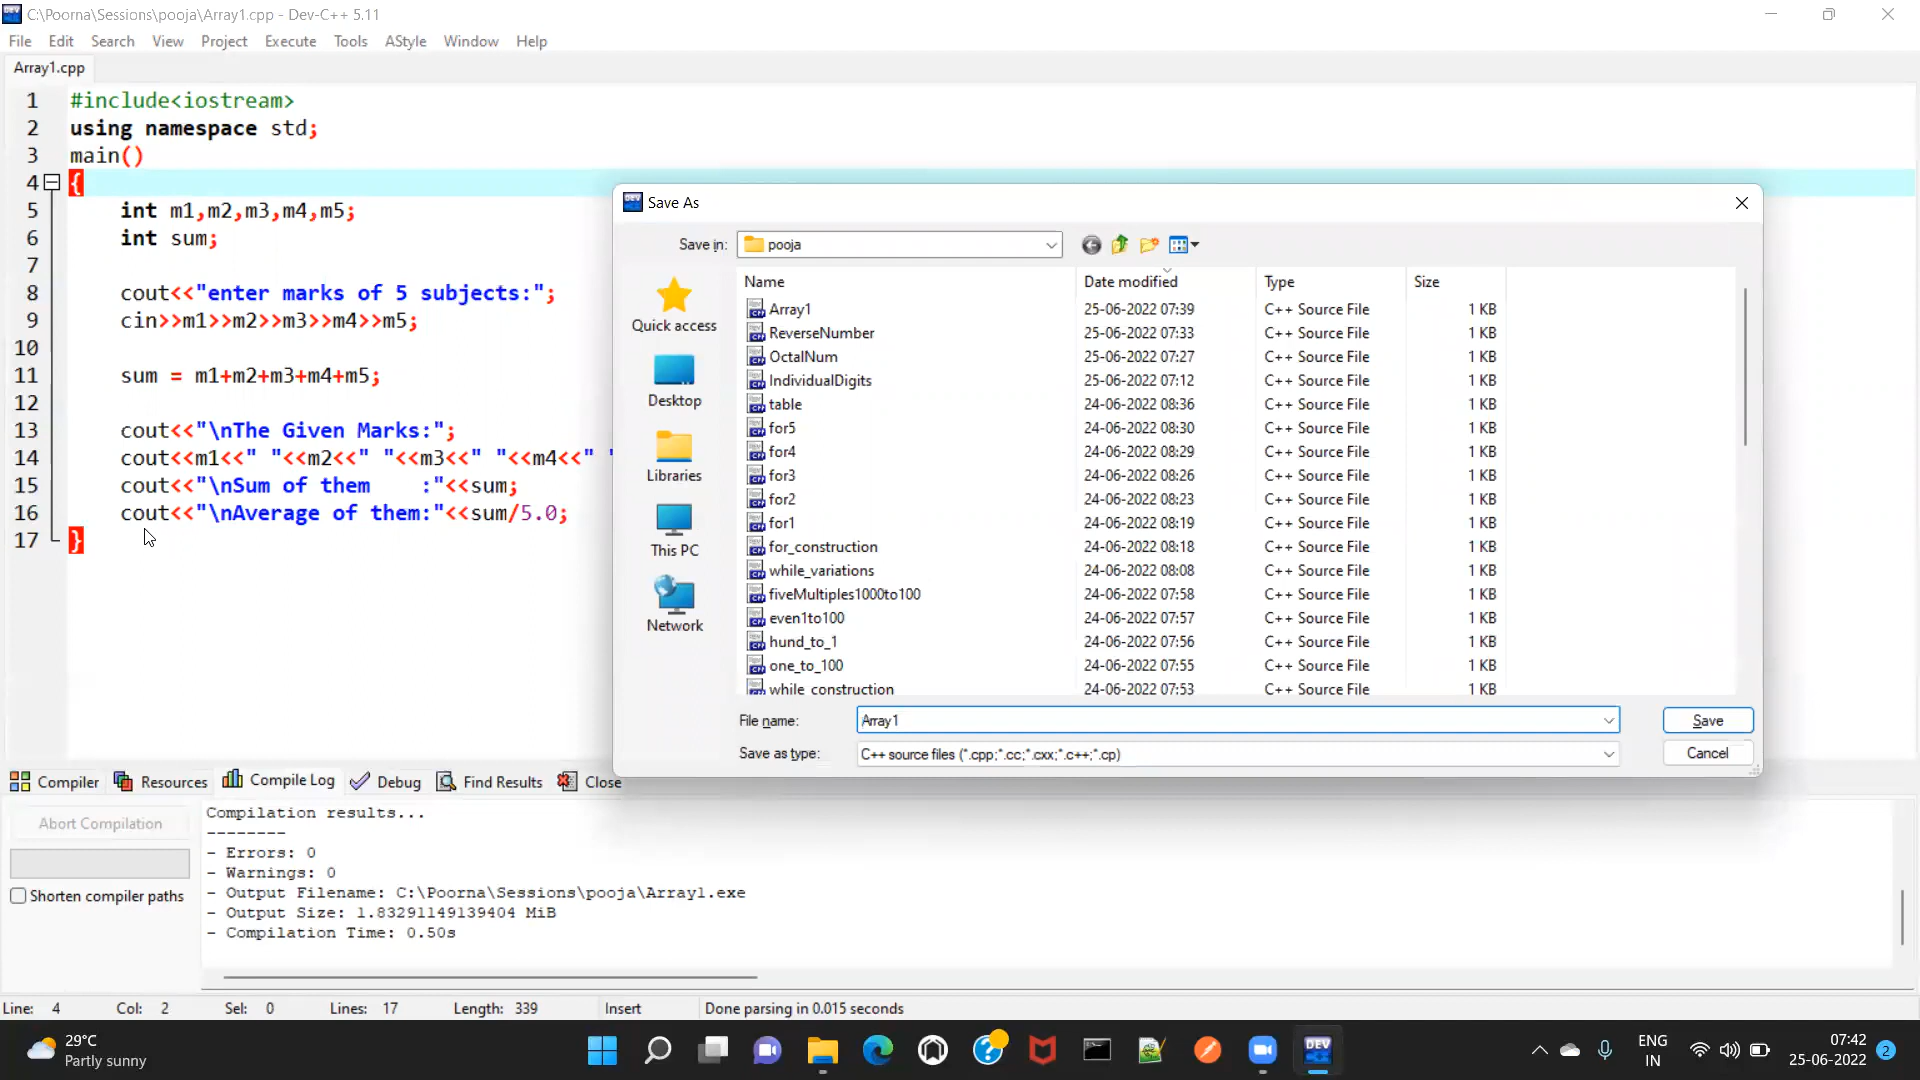 C:\Poorna\Sessions\pooja\Array1.cpp - Dev-C++ 5.11
File Edit Search View Project Execute Tools AStyle Window Help
Array1.cpp
1 #include<iostream>
2 using namespace std;
3 main()
4 {
5 int m1,m2,m3,m4,m5;
6 int sum;
7
8 cout<<"enter marks of 5 subjects:";
9 cin>>m1>>m2>>m3>>m4>>m5;
10
11 sum = m1+m2+m3+m4+m5;
12
13 cout<<"\nThe Given Marks:";
14 cout<<m1<<" "<<m2<<" "<<m3<<" "<<m4<<" "
15 cout<<"\nSum of them    :"<<sum;
16 cout<<"\nAverage of them:"<<sum/5.0;
17 }
Save As
Save in: pooja
Quick access
Desktop
Libraries
This PC
Network
Name Date modified Type Size
Array1 25-06-2022 07:39 C++ Source File 1 KB
ReverseNumber 25-06-2022 07:33 C++ Source File 1 KB
OctalNum 25-06-2022 07:27 C++ Source File 1 KB
IndividualDigits 25-06-2022 07:12 C++ Source File 1 KB
table 24-06-2022 08:36 C++ Source File 1 KB
for5 24-06-2022 08:30 C++ Source File 1 KB
for4 24-06-2022 08:29 C++ Source File 1 KB
for3 24-06-2022 08:26 C++ Source File 1 KB
for2 24-06-2022 08:23 C++ Source File 1 KB
for1 24-06-2022 08:19 C++ Source File 1 KB
for_construction 24-06-2022 08:18 C++ Source File 1 KB
while_variations 24-06-2022 08:08 C++ Source File 1 KB
fiveMultiples1000to100 24-06-2022 07:58 C++ Source File 1 KB
even1to100 24-06-2022 07:57 C++ Source File 1 KB
hund_to_1 24-06-2022 07:56 C++ Source File 1 KB
one_to_100 24-06-2022 07:55 C++ Source File 1 KB
while_construction 24-06-2022 07:53 C++ Source File 1 KB
File name: Array1 Save
Save as type: C++ source files (*.cpp;*.cc;*.cxx;*.c++;*.cp) Cancel
Compiler Resources Compile Log Debug Find Results Close
Abort Compilation
Shorten compiler paths
Compilation results...
--------
- Errors: 0
- Warnings: 0
- Output Filename: C:\Poorna\Sessions\pooja\Array1.exe
- Output Size: 1.83291149139404 MiB
- Compilation Time: 0.50s
Line: 4 Col: 2 Sel: 0 Lines: 17 Length: 339 Insert Done parsing in 0.015 seconds
29°C
Partly sunny
DEV
ENG
IN
07:42
25-06-2022
2